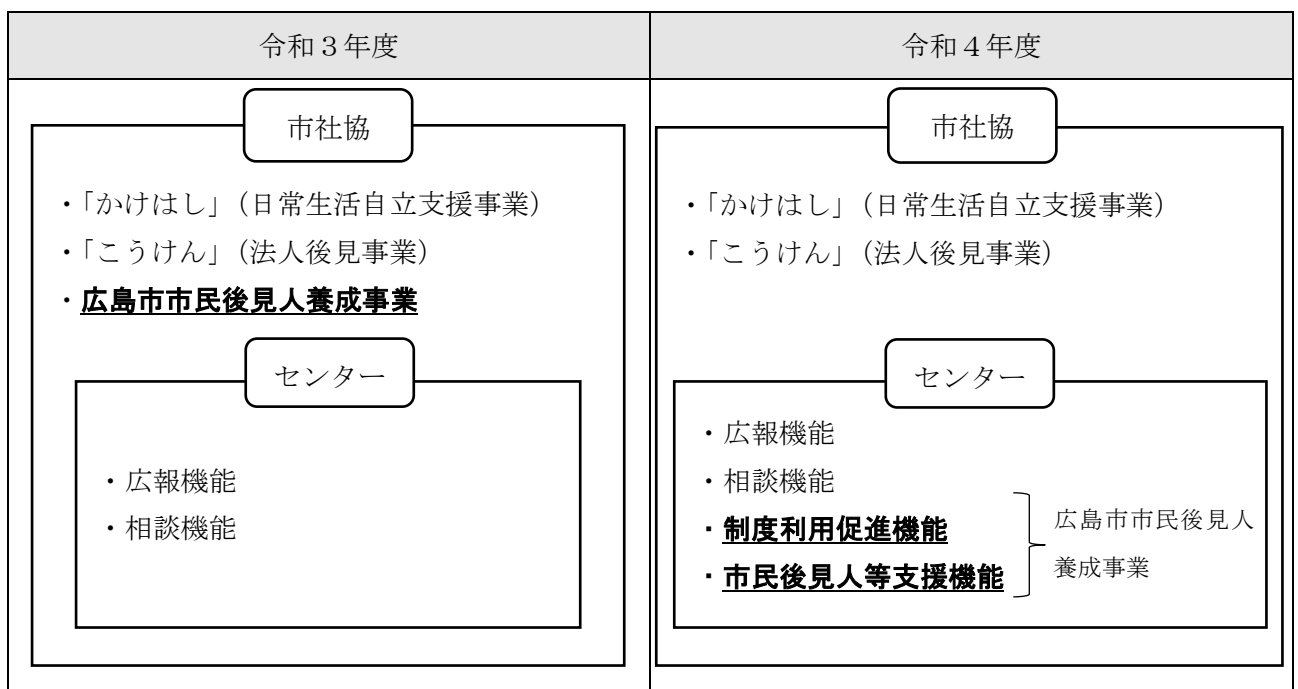 令和３年度
市社協
・「かけはし」（日常生活自立支援事業）
・「こうけん」（法人後見事業）
・広島市市民後見人養成事業
センター
・広報機能
・相談機能
令和４年度
市社協
・「かけはし」（日常生活自立支援事業）
・「こうけん」（法人後見事業）
センター
・広報機能
・相談機能
・制度利用促進機能
・市民後見人等支援機能
広島市市民後見人
養成事業